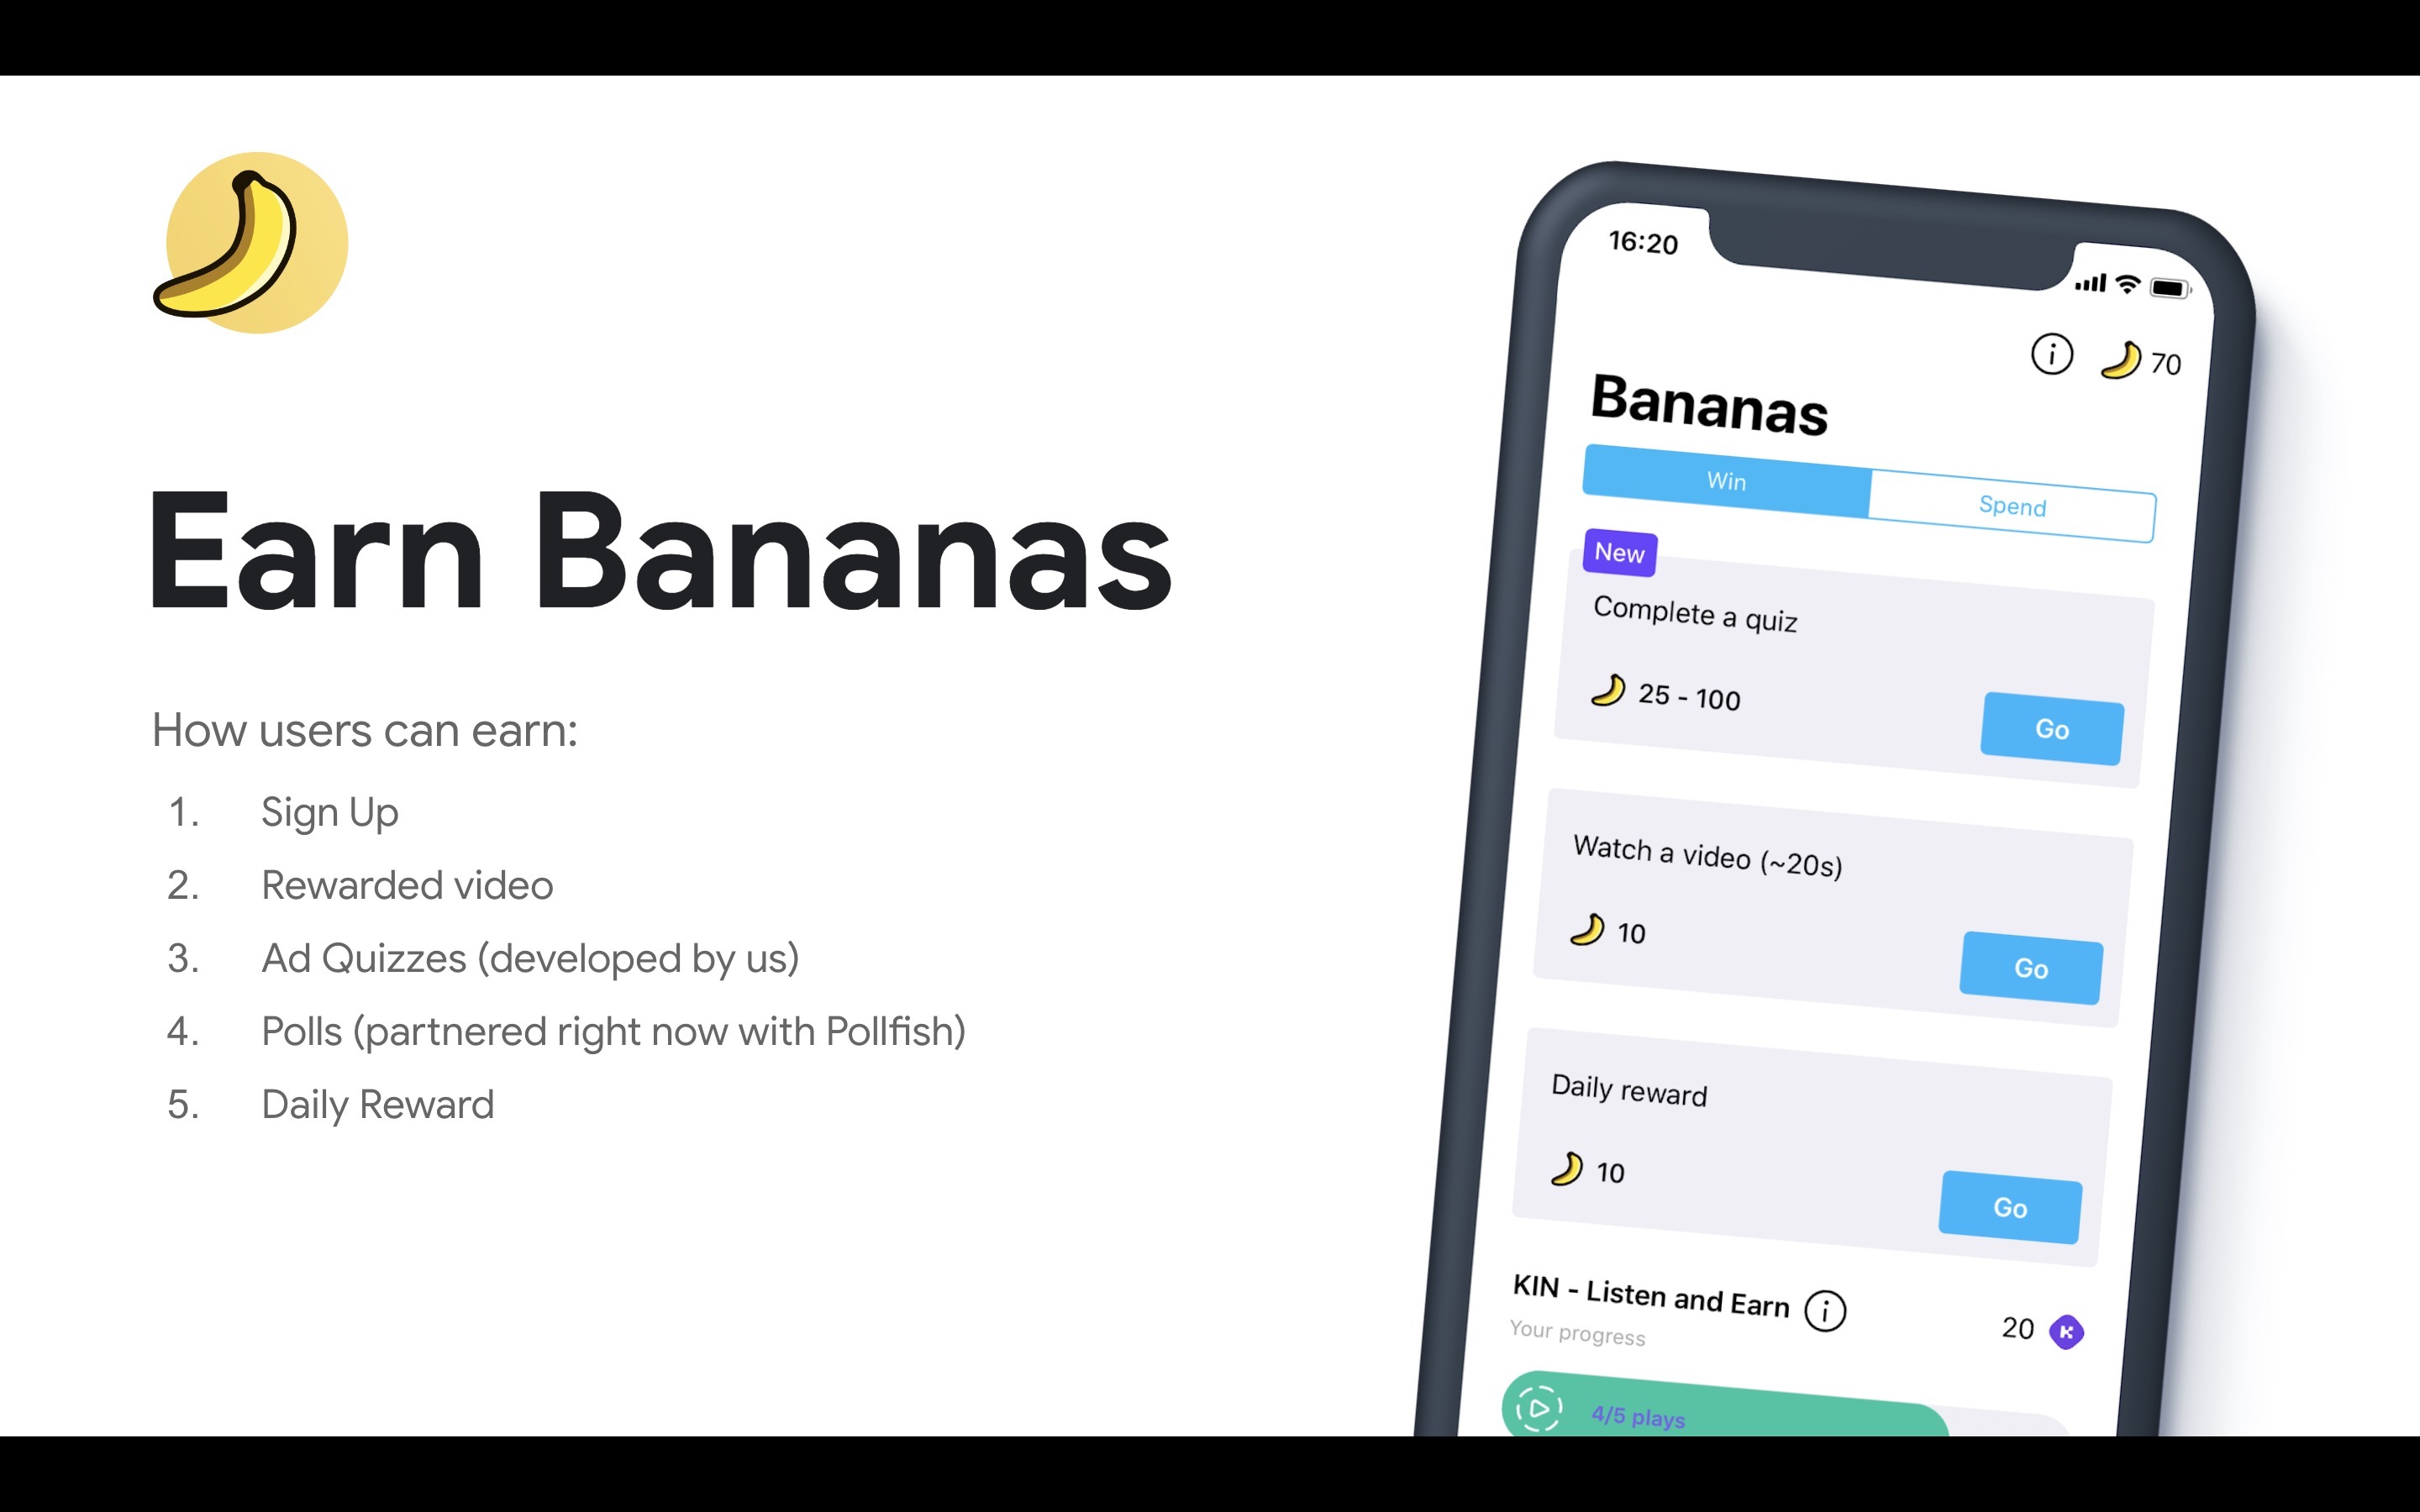 Earn Bananas
How users can earn:
1. Sign Up
2. Rewarded video
3. Ad Quizzes (developed by us)
4. Polls (partnered right now with Pollfish)
5. Daily Reward
16:20
70
Bananas
Win Spend
New
Complete a quiz
25 - 100
Go
Watch a video (~20s)
10
Go
Daily reward
10
Go
KIN - Listen and Earn
20
Your progress
4/5 plays